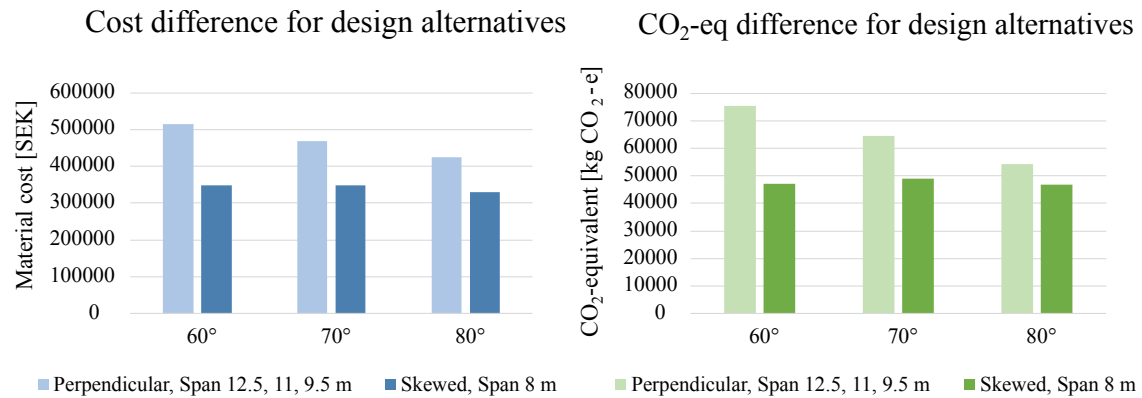 Cost difference for design alternatives
Material cost [SEK]
600000
500000
400000
300000
200000
100000
0
60°
70°
80°
Perpendicular, Span 12.5, 11, 9.5 m
Skewed, Span 8 m
CO₂-eq difference for design alternatives
CO₂-equivalent [kg CO₂-e]
80000
70000
60000
50000
40000
30000
20000
10000
0
60°
70°
80°
Perpendicular, Span 12.5, 11, 9.5 m
Skewed, Span 8 m